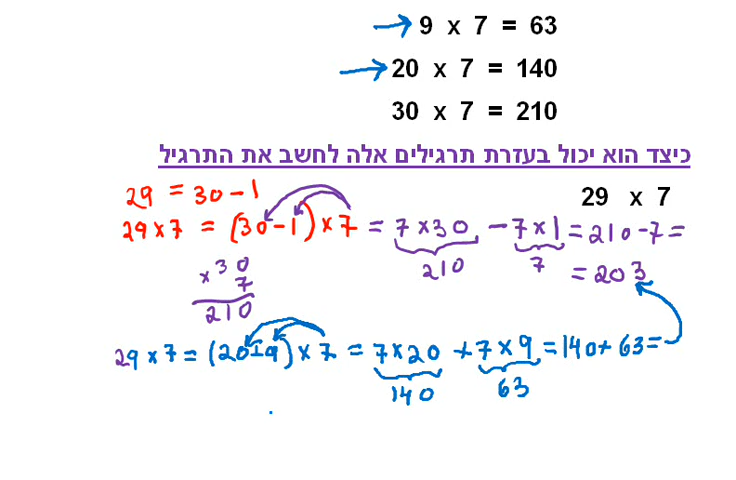 9 x 7 = 63
20 x 7 = 140
30 x 7 = 210
כיצד הוא יכול בעזרת תרגילים אלה לחשב את התרגיל
29 x 7
29 = 30 - 1
29 x 7 = (30 - 1) x 7 = 7 x 30 - 7 x 1 = 210 - 7 =
210 7
= 203
30
x 7
210
29 x 7 = (20 + 9) x 7 = 7 x 20 + 7 x 9 = 140 + 63 =
140 63